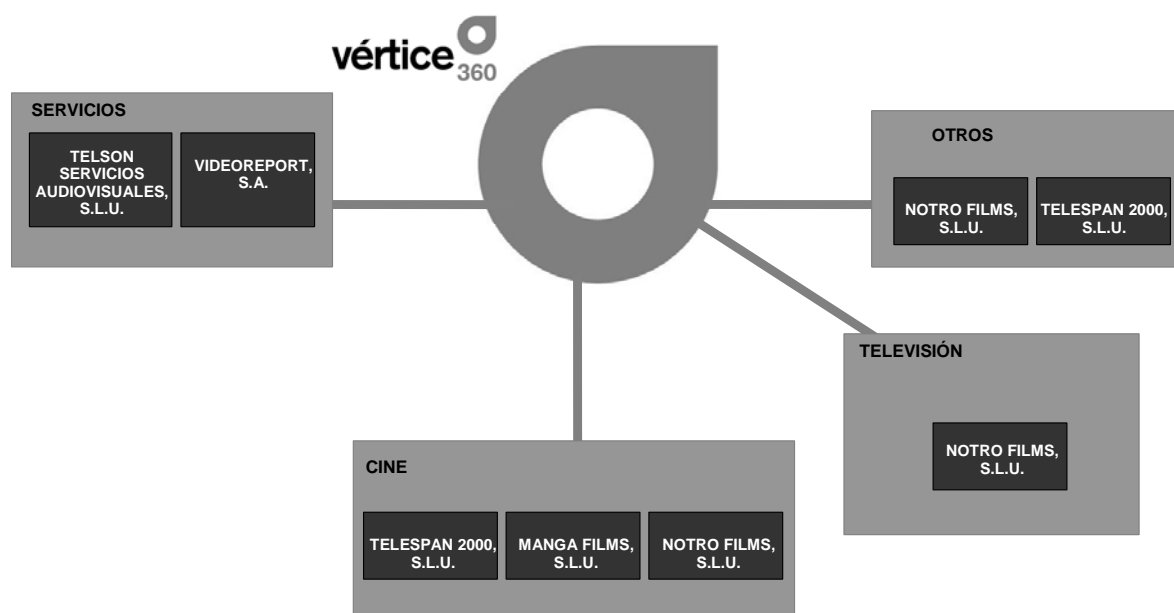 vértice
360
SERVICIOS
TELSON
SERVICIOS
AUDIOVISUALES,
S.L.U.
VIDEOREPORT,
S.A.
OTROS
NOTRO FILMS,
S.L.U.
TELESPAN 2000,
S.L.U.
TELEVISIÓN
NOTRO FILMS,
S.L.U.
CINE
TELESPAN 2000,
S.L.U.
MANGA FILMS,
S.L.U.
NOTRO FILMS,
S.L.U.